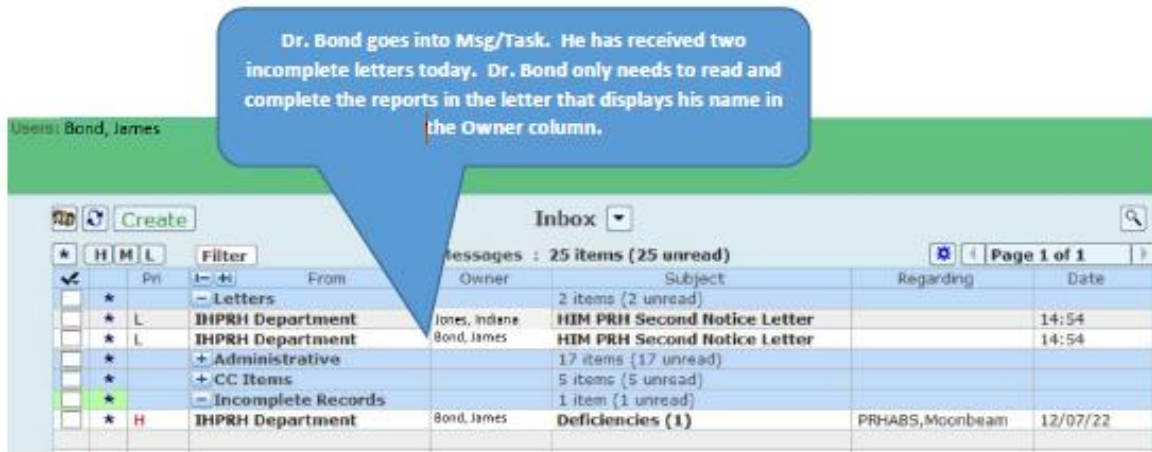 Dr. Bond goes into Msg/Task. He has received two
incomplete letters today. Dr. Bond only needs to read and
complete the reports in the letter that displays his name in
the Owner column.
Users: Bond, James
Create Inbox
* H M L Filter Messages : 25 items (25 unread) Page 1 of 1
Pri From Owner Subject Regarding Date
Letters 2 items (2 unread)
L IHPRH Department Jones, Indiana HIM PRH Second Notice Letter 14:54
L IHPRH Department Bond, James HIM PRH Second Notice Letter 14:54
Administrative 17 items (17 unread)
CC Items 5 items (5 unread)
Incomplete Records 1 item (1 unread)
H IHPRH Department Bond, James Deficiencies (1) PRHABS,Moonbeam 12/07/22